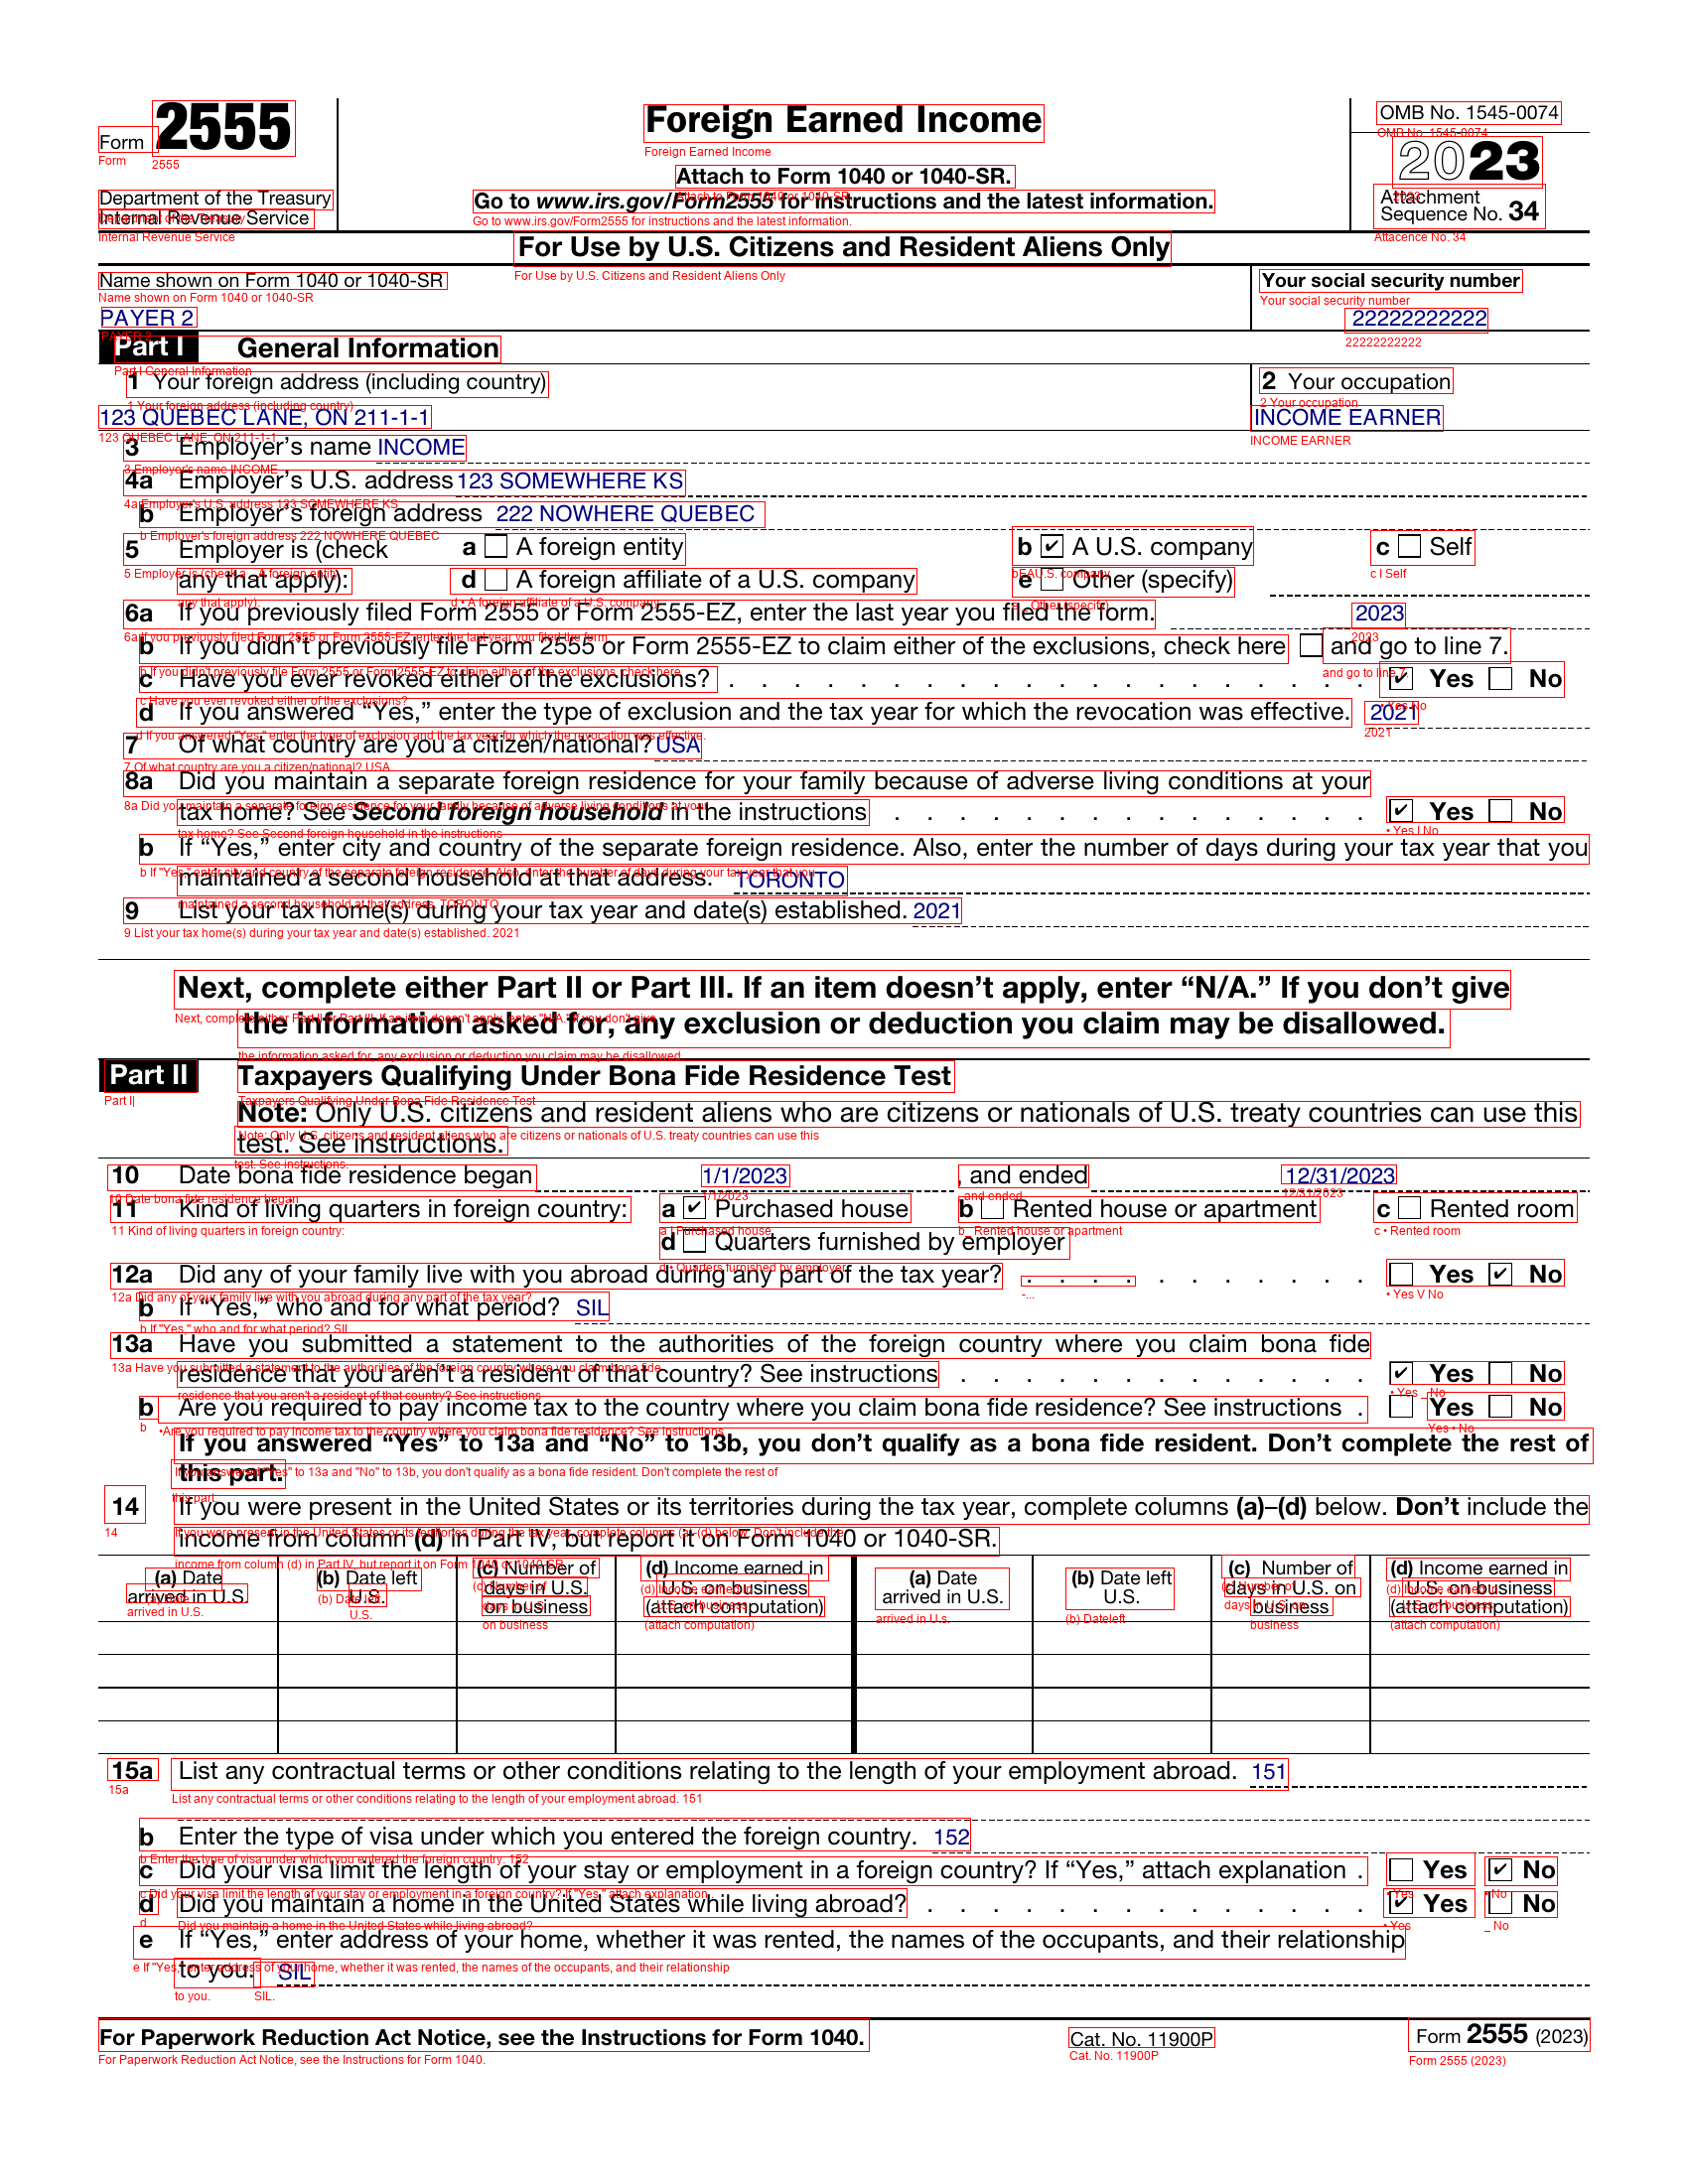 Form 2555
Department of the Treasury
Internal Revenue Service
Foreign Earned Income
Attach to Form 1040 or 1040-SR.
Go to www.irs.gov/Form2555 for instructions and the latest information.
OMB No. 1545-0074
2023
Attachment
Sequence No. 34
For Use by U.S. Citizens and Resident Aliens Only
Name shown on Form 1040 or 1040-SR
PAYER 2
Your social security number
22222222222
Part I General Information
1 Your foreign address (including country)
123 QUEBEC LANE, ON 211-1-1
2 Your occupation
INCOME EARNER
3 Employer's name INCOME
4a Employer's U.S. address 123 SOMEWHERE KS
b Employer's foreign address 222 NOWHERE QUEBEC
5 Employer is (check a ☐ A foreign entity b ☑ A U.S. company c ☐ Self
any that apply): d ☐ A foreign affiliate of a U.S. company e ☐ Other (specify)
6a If you previously filed Form 2555 or Form 2555-EZ, enter the last year you filed the form. 2023
b If you didn't previously file Form 2555 or Form 2555-EZ to claim either of the exclusions, check here ☐ and go to line 7.
c Have you ever revoked either of the exclusions? ☑ Yes ☐ No
d If you answered "Yes," enter the type of exclusion and the tax year for which the revocation was effective. 2021
7 Of what country are you a citizen/national? USA
8a Did you maintain a separate foreign residence for your family because of adverse living conditions at your
tax home? See Second foreign household in the instructions ☑ Yes ☐ No
b If "Yes," enter city and country of the separate foreign residence. Also, enter the number of days during your tax year that you
maintained a second household at that address. TORONTO
9 List your tax home(s) during your tax year and date(s) established. 2021
Next, complete either Part II or Part III. If an item doesn't apply, enter "N/A." If you don't give
the information asked for, any exclusion or deduction you claim may be disallowed.
Part II Taxpayers Qualifying Under Bona Fide Residence Test
Note: Only U.S. citizens and resident aliens who are citizens or nationals of U.S. treaty countries can use this
test. See instructions.
10 Date bona fide residence began 1/1/2023 , and ended 12/31/2023
11 Kind of living quarters in foreign country: a ☑ Purchased house b ☐ Rented house or apartment c ☐ Rented room
d ☐ Quarters furnished by employer
12a Did any of your family live with you abroad during any part of the tax year? ☐ Yes ☑ No
b If "Yes," who and for what period? SIL
13a Have you submitted a statement to the authorities of the foreign country where you claim bona fide
residence that you aren't a resident of that country? See instructions ☑ Yes ☐ No
b Are you required to pay income tax to the country where you claim bona fide residence? See instructions ☐ Yes ☐ No
If you answered "Yes" to 13a and "No" to 13b, you don't qualify as a bona fide resident. Don't complete the rest of
this part.
14 If you were present in the United States or its territories during the tax year, complete columns (a)–(d) below. Don't include the
income from column (d) in Part IV, but report it on Form 1040 or 1040-SR.
(a) Date arrived in U.S. (b) Date left U.S. (c) Number of days in U.S. on business (d) Income earned in U.S. on business (attach computation) (a) Date arrived in U.S. (b) Date left U.S. (c) Number of days in U.S. on business (d) Income earned in U.S. on business (attach computation)
15a List any contractual terms or other conditions relating to the length of your employment abroad. 151
b Enter the type of visa under which you entered the foreign country. 152
c Did your visa limit the length of your stay or employment in a foreign country? If "Yes," attach explanation . ☐ Yes ☑ No
d Did you maintain a home in the United States while living abroad? ☑ Yes ☐ No
e If "Yes," enter address of your home, whether it was rented, the names of the occupants, and their relationship
to you. SIL
For Paperwork Reduction Act Notice, see the Instructions for Form 1040. Cat. No. 11900P Form 2555 (2023)